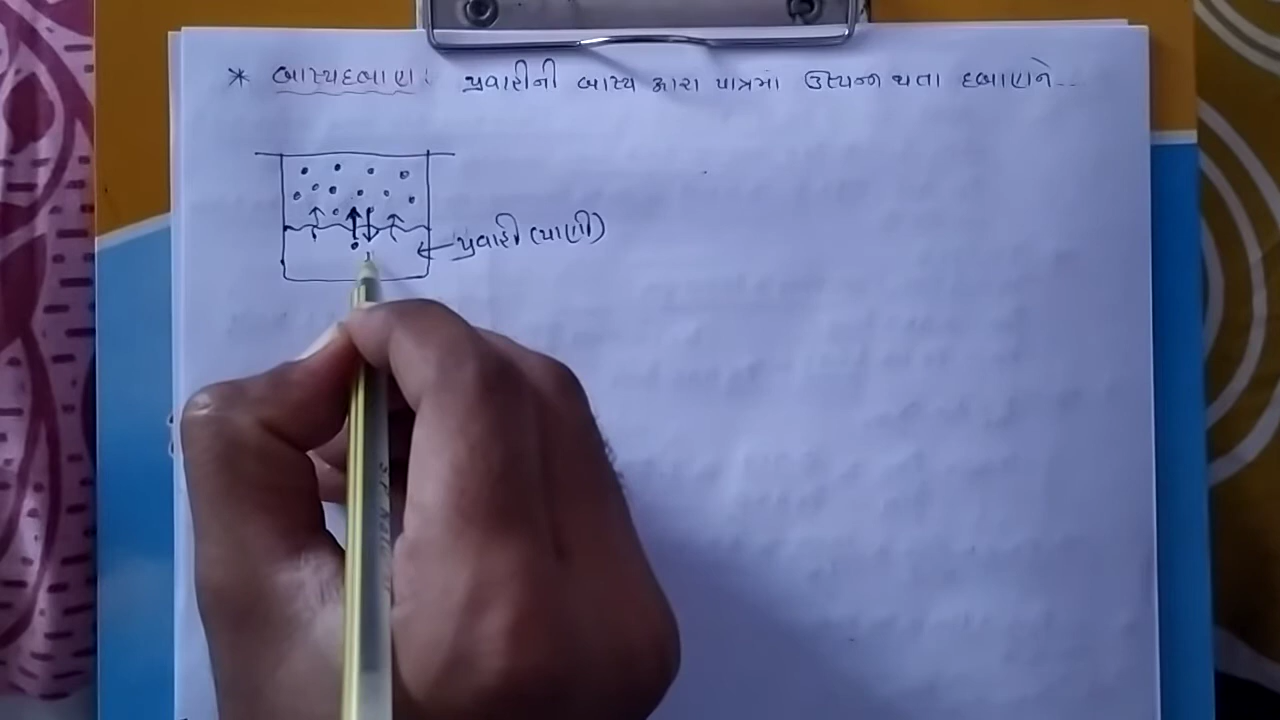 * બાષ્પદબાણ : પ્રવાહીની બાષ્પ દ્વારા પાત્રમાં ઉત્પન્ન થતા દબાણને...
પ્રવાહી (પાણી)